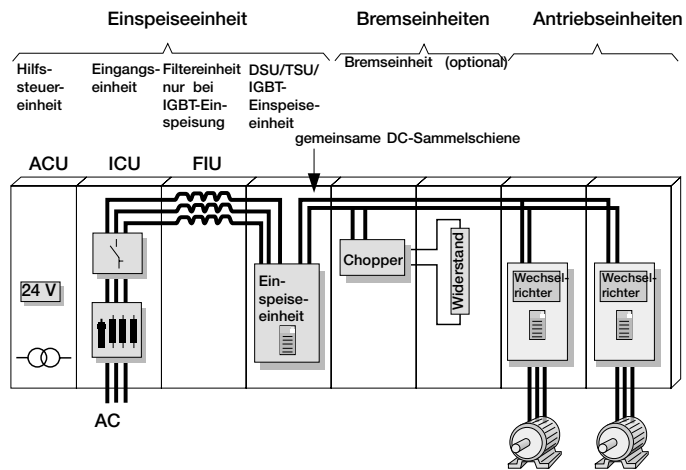 Einspeiseeinheit
Bremseinheiten
Antriebseinheiten
Hilfs-
steuer-
einheit
Eingangs-
einheit
Filtereinheit
nur bei
IGBT-Ein-
speisung
DSU/TSU/
IGBT-
Einspeise-
einheit
Bremseinheit (optional)
gemeinsame DC-Sammelschiene
ACU
ICU
FIU
24 V
Ein-
speise-
einheit
Chopper
Widerstand
Wechsel-
richter
Wechsel-
richter
AC